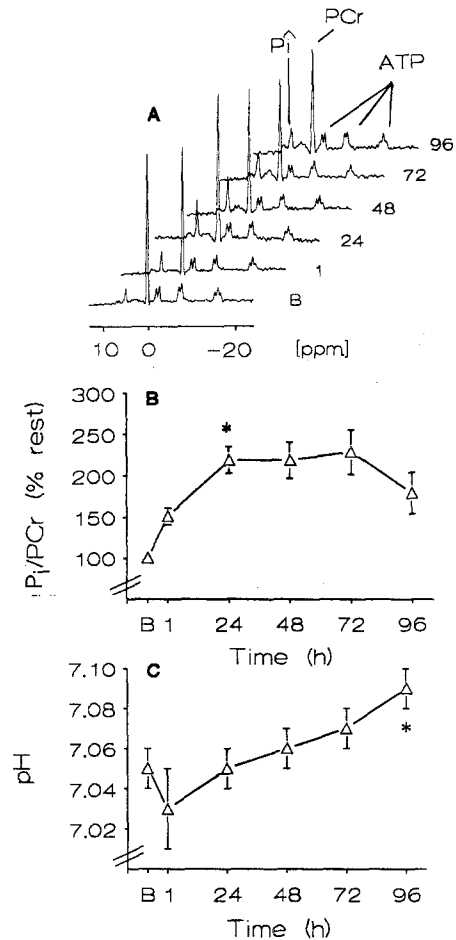 PCr
Pi
ATP
A
96
72
48
24
1
B
10 0 -20 [ppm]
B
300
250
200
150
100
Pi/PCr (% rest)
*
B 1 24 48 72 96
Time (h)
C
7.10
7.08
7.06
7.04
7.02
pH
*
B 1 24 48 72 96
Time (h)